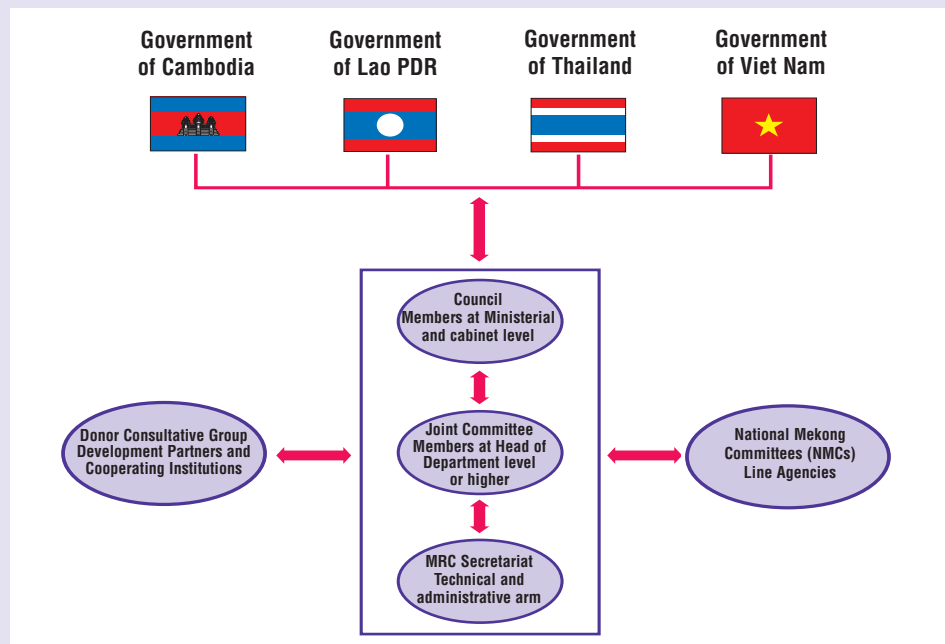 Government
of Cambodia
Government
of Lao PDR
Government
of Thailand
Government
of Viet Nam
Council
Members at Ministerial
and cabinet level
Donor Consultative Group
Development Partners and
Cooperating Institutions
Joint Committee
Members at Head of
Department level
or higher
National Mekong
Committees (NMCs)
Line Agencies
MRC Secretariat
Technical and
administrative arm